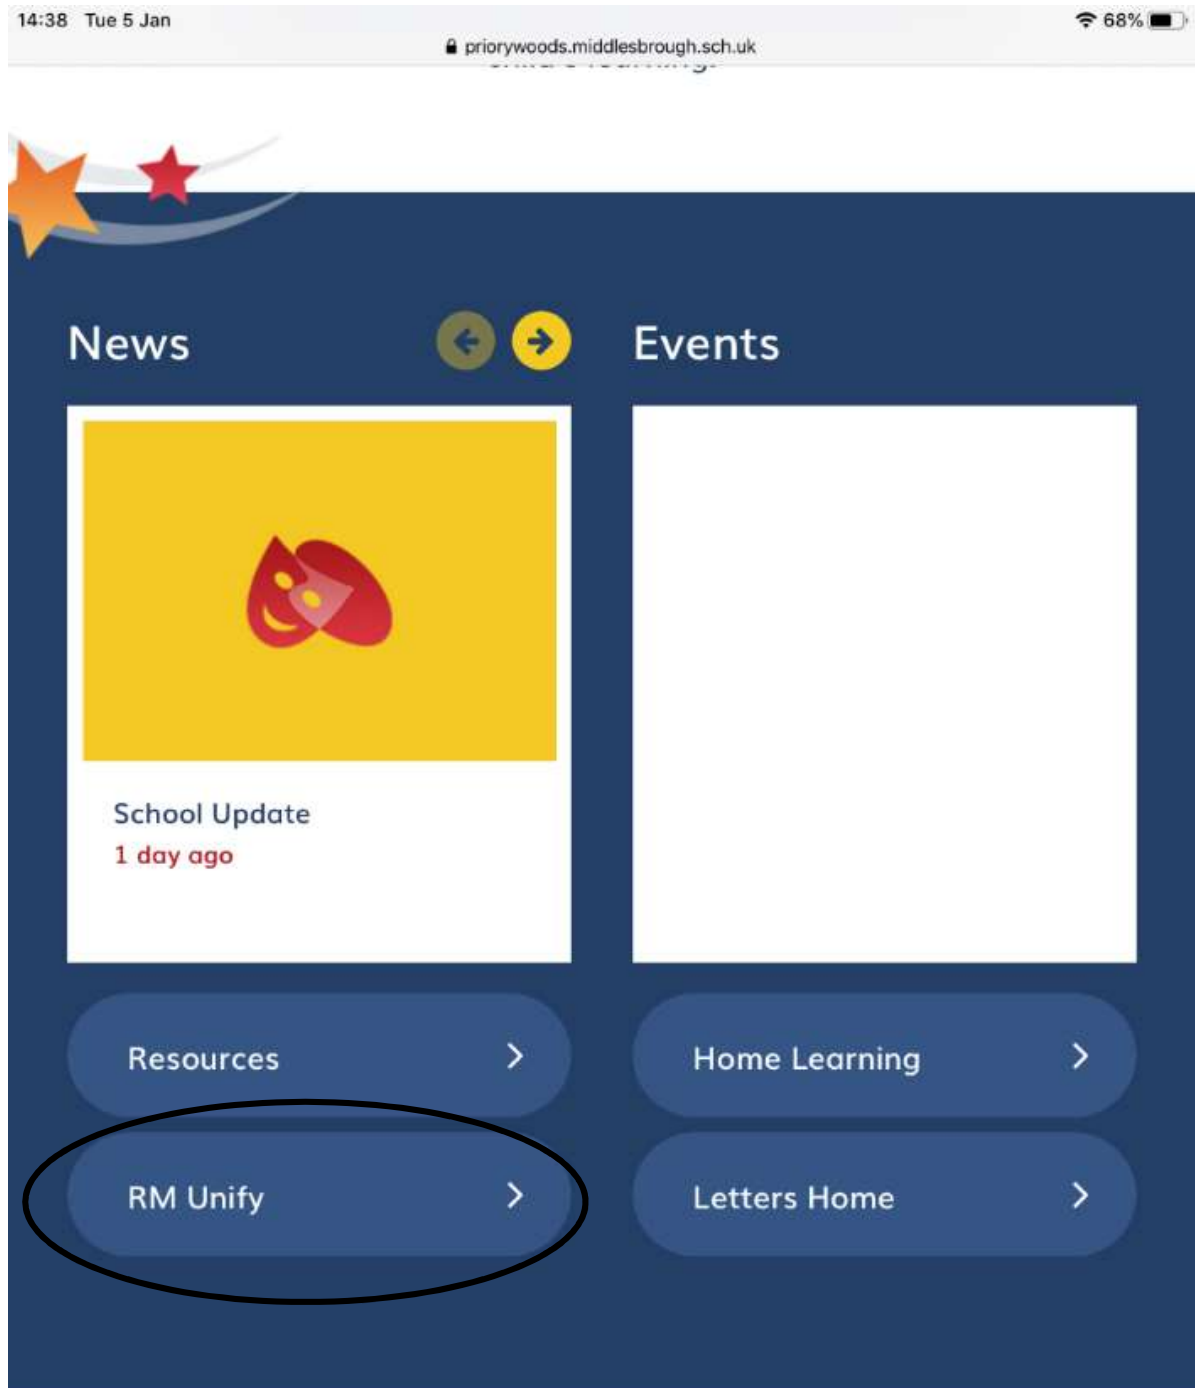 14:38 Tue 5 Jan
68%
priorywoods.middlesbrough.sch.uk
News
Events
School Update
1 day ago
Resources
Home Learning
RM Unify
Letters Home